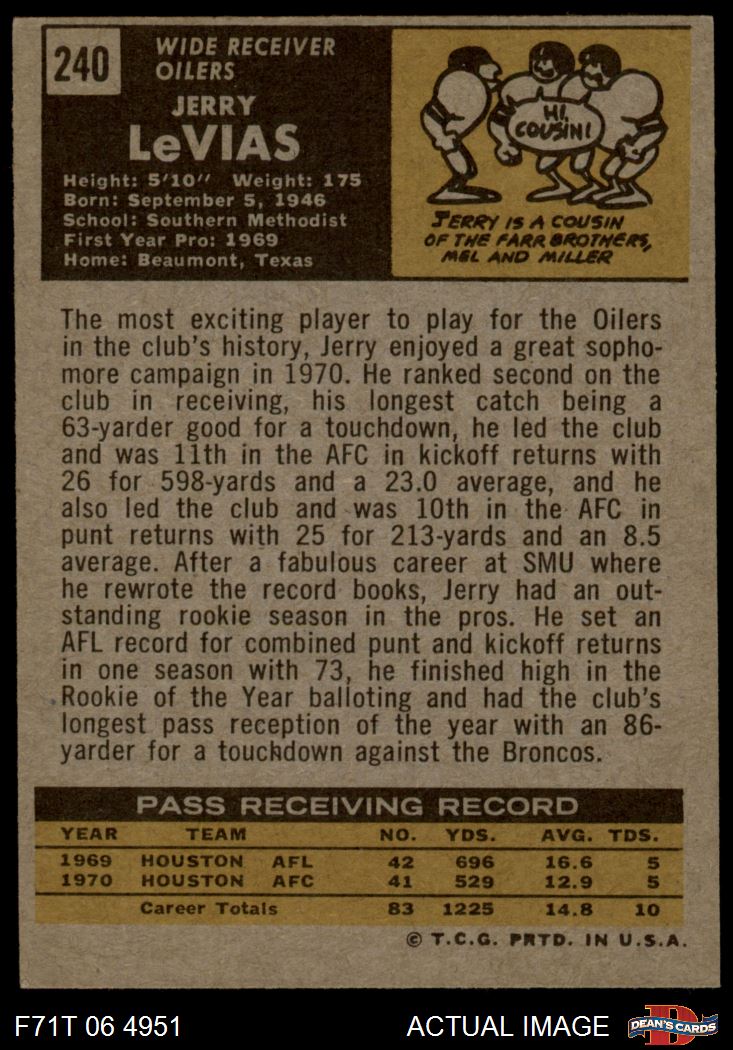 240
WIDE RECEIVER
OILERS
JERRY
LeVIAS
Height: 5'10" Weight: 175
Born: September 5, 1946
School: Southern Methodist
First Year Pro: 1969
Home: Beaumont, Texas
HI,
COUSIN!
JERRY IS A COUSIN
OF THE FARR BROTHERS,
MEL AND MILLER
The most exciting player to play for the Oilers
in the club's history, Jerry enjoyed a great sopho-
more campaign in 1970. He ranked second on the
club in receiving, his longest catch being a
63-yarder good for a touchdown, he led the club
and was 11th in the AFC in kickoff returns with
26 for 598-yards and a 23.0 average, and he
also led the club and was 10th in the AFC in
punt returns with 25 for 213-yards and an 8.5
average. After a fabulous career at SMU where
he rewrote the record books, Jerry had an out-
standing rookie season in the pros. He set an
AFL record for combined punt and kickoff returns
in one season with 73, he finished high in the
Rookie of the Year balloting and had the club's
longest pass reception of the year with an 86-
yarder for a touchdown against the Broncos.
PASS RECEIVING RECORD
YEAR TEAM NO. YDS. AVG. TDS.
1969 HOUSTON AFL 42 696 16.6 5
1970 HOUSTON AFC 41 529 12.9 5
Career Totals 83 1225 14.8 10
© T.C.G. PRTD. IN U.S.A.
F71T 06 4951 ACTUAL IMAGE DEAN'S CARDS